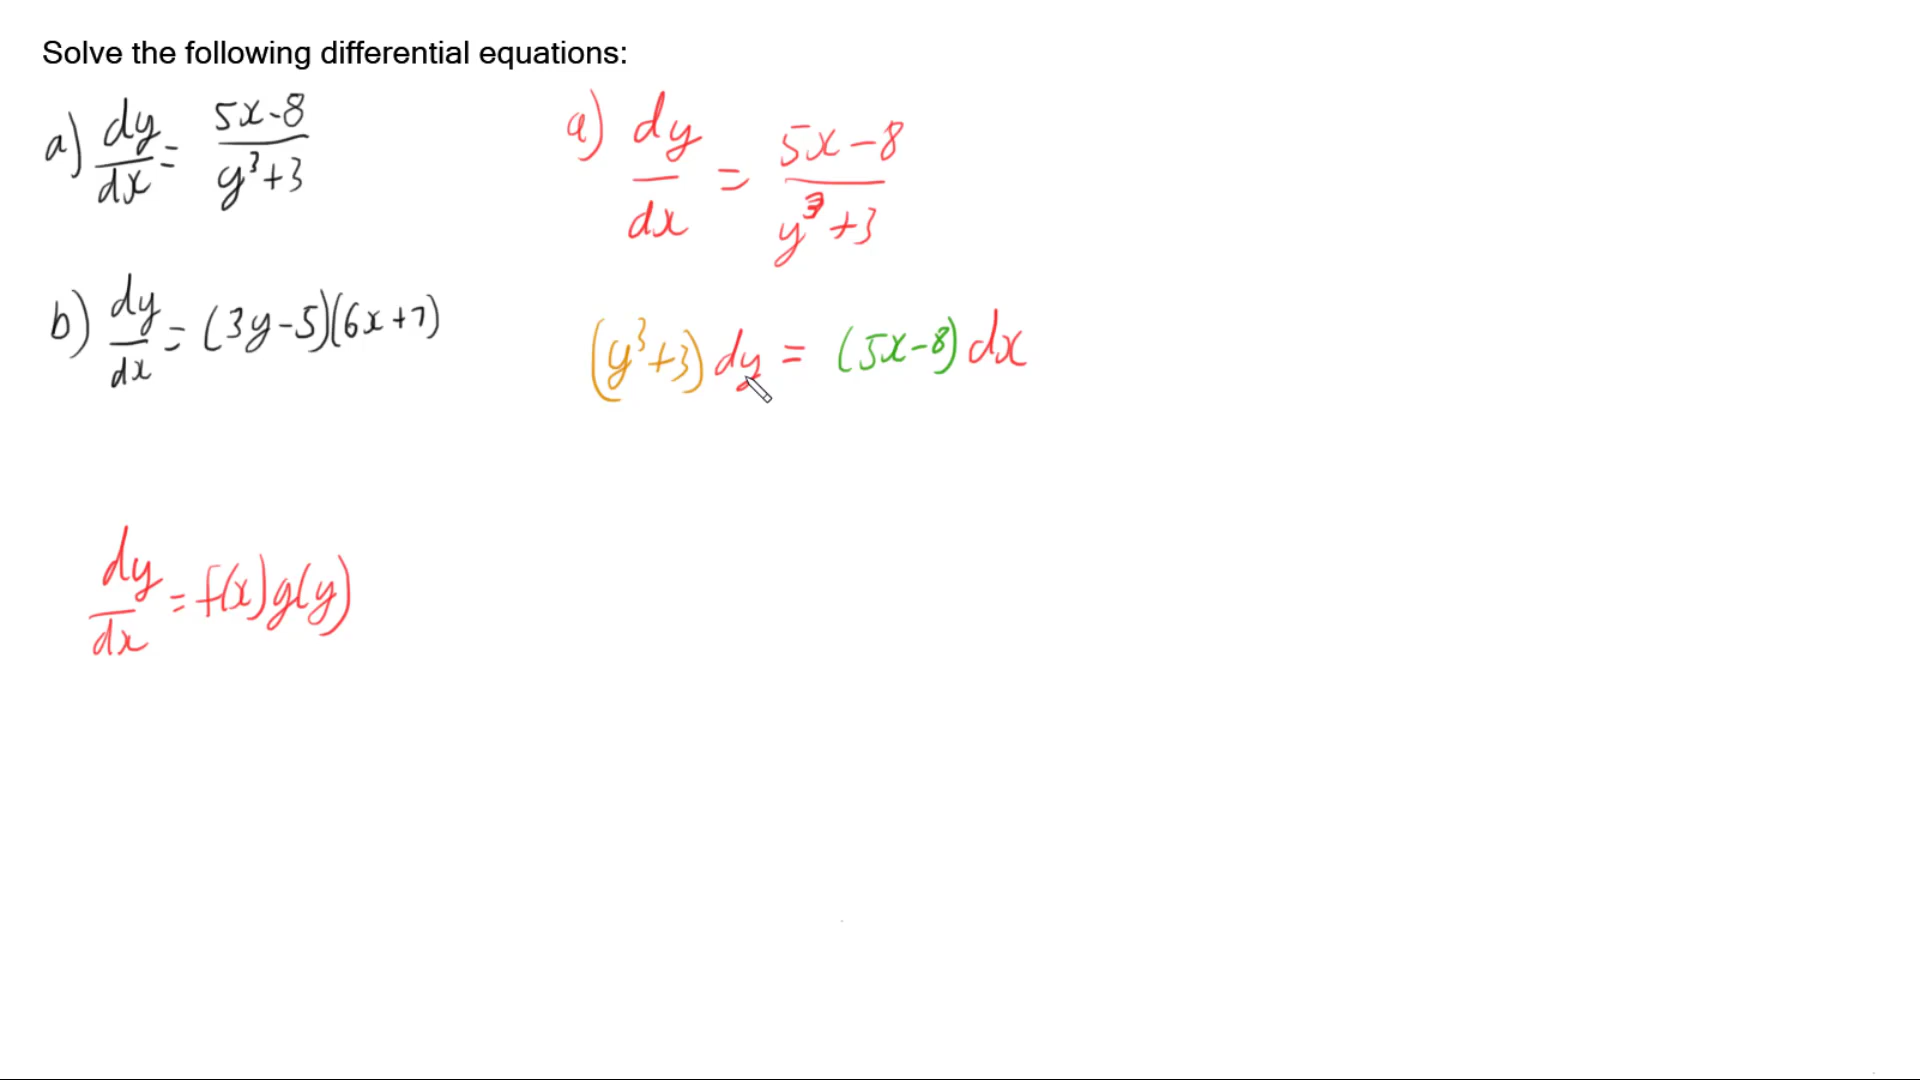 Solve the following differential equations:
a) dy/dx = (5x-8)/(y³+3)
b) dy/dx = (3y-5)(6x+7)
dy/dx = f(x)g(y)
a) dy/dx = (5x-8)/(y³+3)
(y³+3) dy = (5x-8) dx